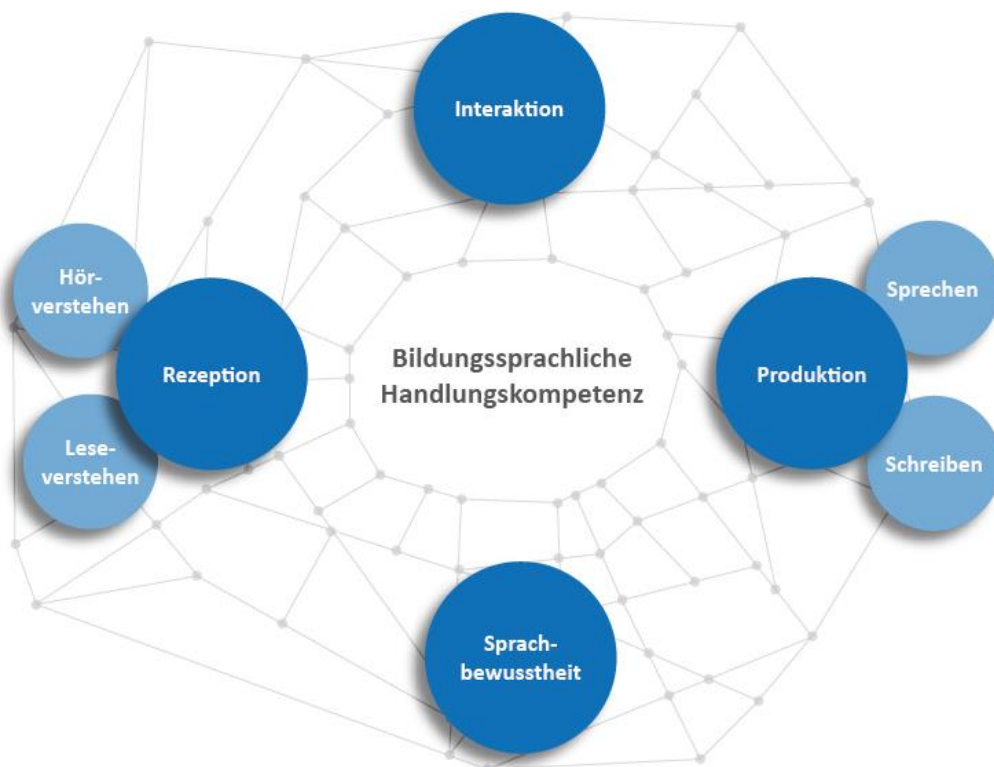 Interaktion
Hör-
verstehen
Rezeption
Lese-
verstehen
Bildungssprachliche
Handlungskompetenz
Sprechen
Produktion
Schreiben
Sprach-
bewusstheit